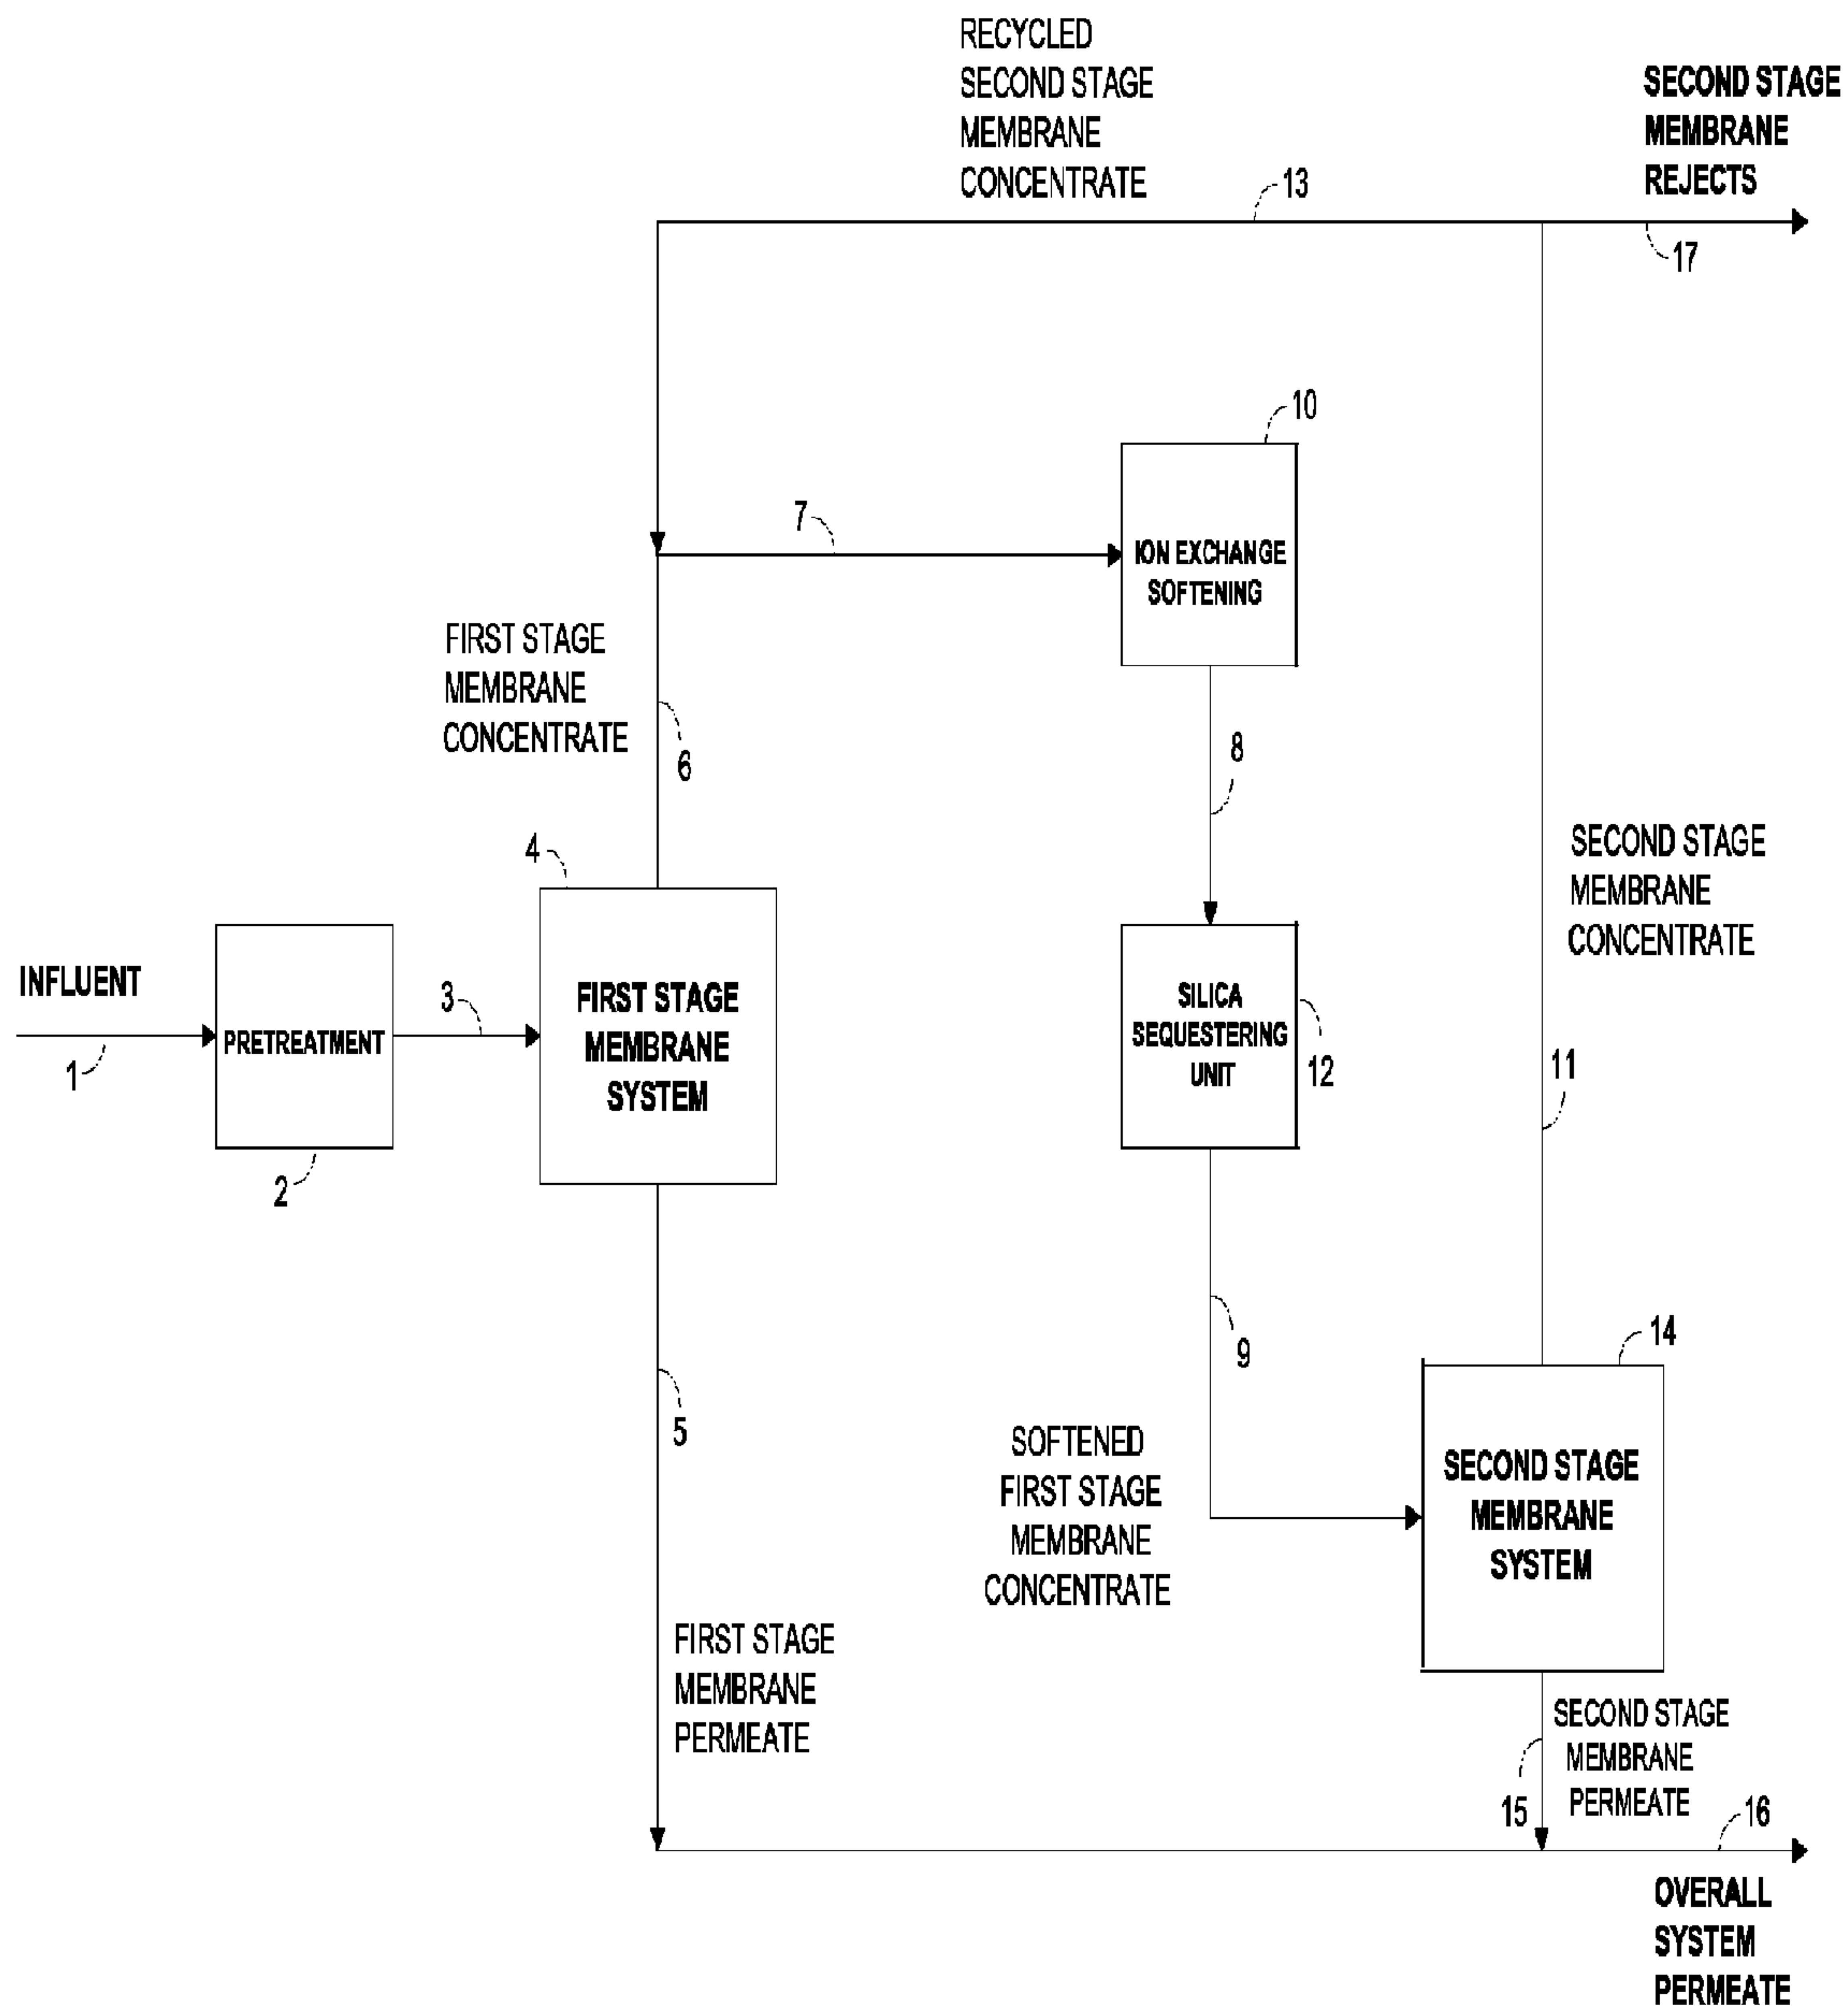 RECYCLED
SECOND STAGE
MEMBRANE
CONCENTRATE
13
SECOND STAGE
MEMBRANE
REJECTS
17
10
7
ION EXCHANGE
SOFTENING
FIRST STAGE
MEMBRANE
CONCENTRATE
6
8
4
SECOND STAGE
MEMBRANE
CONCENTRATE
INFLUENT
1
PRETREATMENT
2
3
FIRST STAGE
MEMBRANE
SYSTEM
SILICA
SEQUESTERING
UNIT
12
11
9
14
5
SOFTENED
FIRST STAGE
MEMBRANE
CONCENTRATE
SECOND STAGE
MEMBRANE
SYSTEM
FIRST STAGE
MEMBRANE
PERMEATE
SECOND STAGE
MEMBRANE
PERMEATE
15
16
OVERALL
SYSTEM
PERMEATE